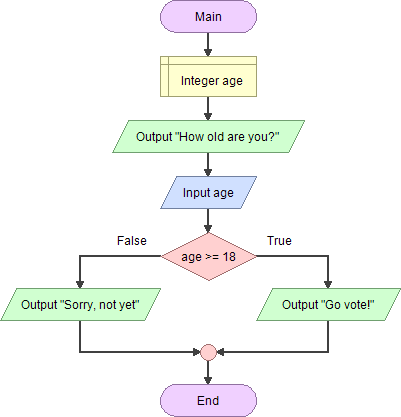 Main
Integer age
Output "How old are you?"
Input age
False
True
age >= 18
Output "Sorry, not yet"
Output "Go vote!"
End